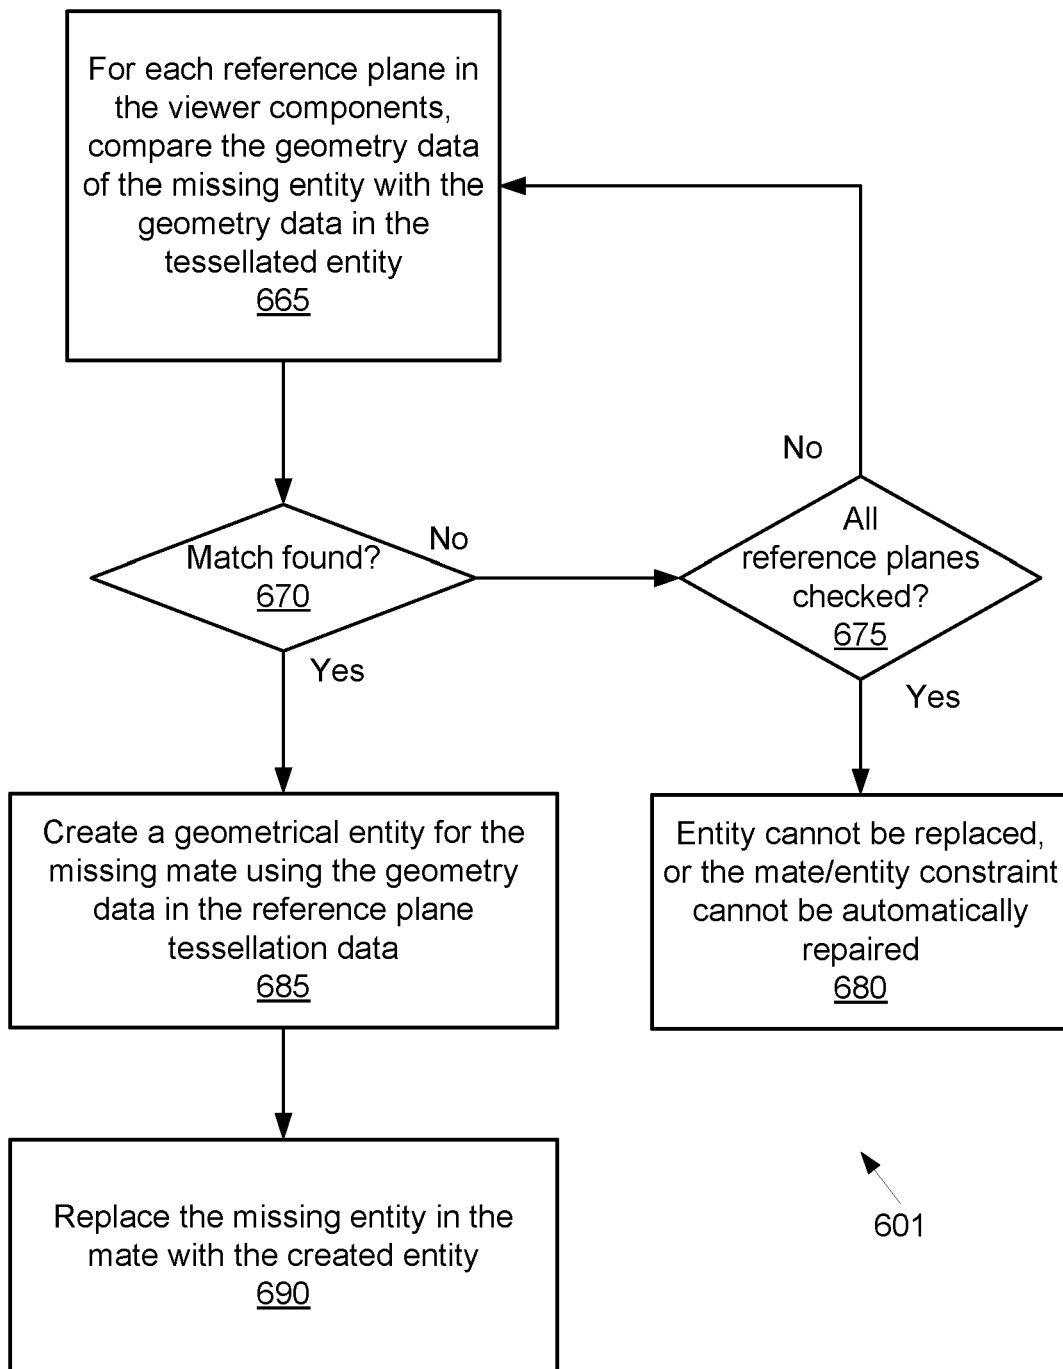 For each reference plane in
the viewer components,
compare the geometry data
of the missing entity with the
geometry data in the
tessellated entity
665
No
Match found?
670
No
All
reference planes
checked?
675
Yes
Yes
Create a geometrical entity for the
missing mate using the geometry
data in the reference plane
tessellation data
685
Entity cannot be replaced,
or the mate/entity constraint
cannot be automatically
repaired
680
Replace the missing entity in the
mate with the created entity
690
601